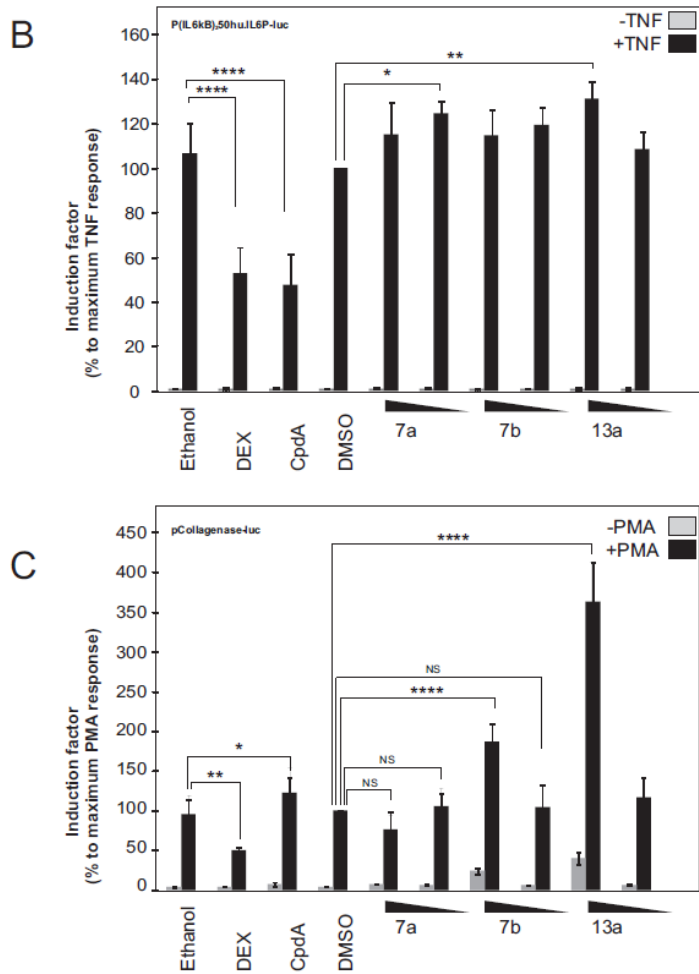 B
P(IL6kB)₃50hu.IL6P-luc
-TNF
+TNF
Induction factor
(% to maximum TNF response)
160
140
120
100
80
60
40
20
0
****
****
*
**
Ethanol
DEX
CpdA
DMSO
7a
7b
13a
C
pCollagenase-luc
-PMA
+PMA
Induction factor
(% to maximum PMA response)
450
400
350
300
250
200
150
100
50
0
****
NS
****
NS
NS
*
**
Ethanol
DEX
CpdA
DMSO
7a
7b
13a